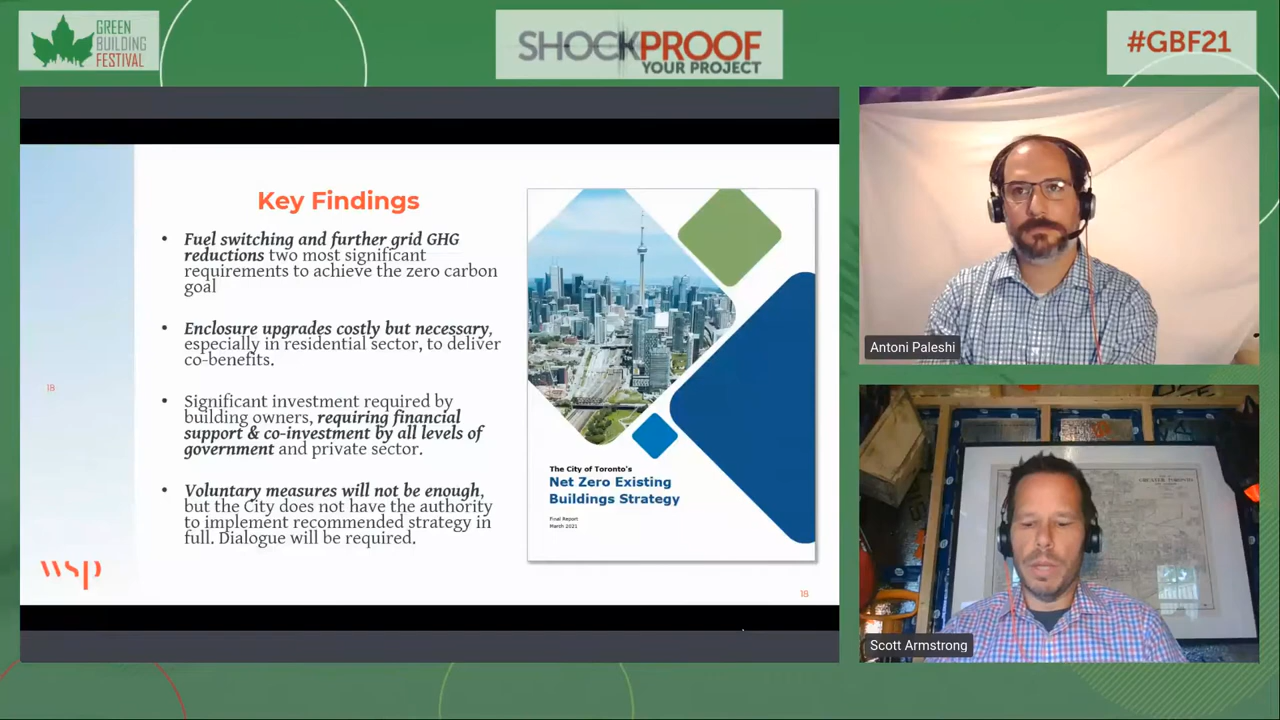 GREEN
BUILDING
FESTIVAL
SHOCKPROOF
YOUR PROJECT
#GBF21
Key Findings
• Fuel switching and further grid GHG
reductions two most significant
requirements to achieve the zero carbon
goal
• Enclosure upgrades costly but necessary,
especially in residential sector, to deliver
co-benefits.
• Significant investment required by
building owners, requiring financial
support & co-investment by all levels of
government and private sector.
• Voluntary measures will not be enough,
but the City does not have the authority
to implement recommended strategy in
full. Dialogue will be required.
18
wsp
The City of Toronto's
Net Zero Existing
Buildings Strategy
Final Report
March 2021
18
Antoni Paleshi
GREATER TORONTO
Scott Armstrong